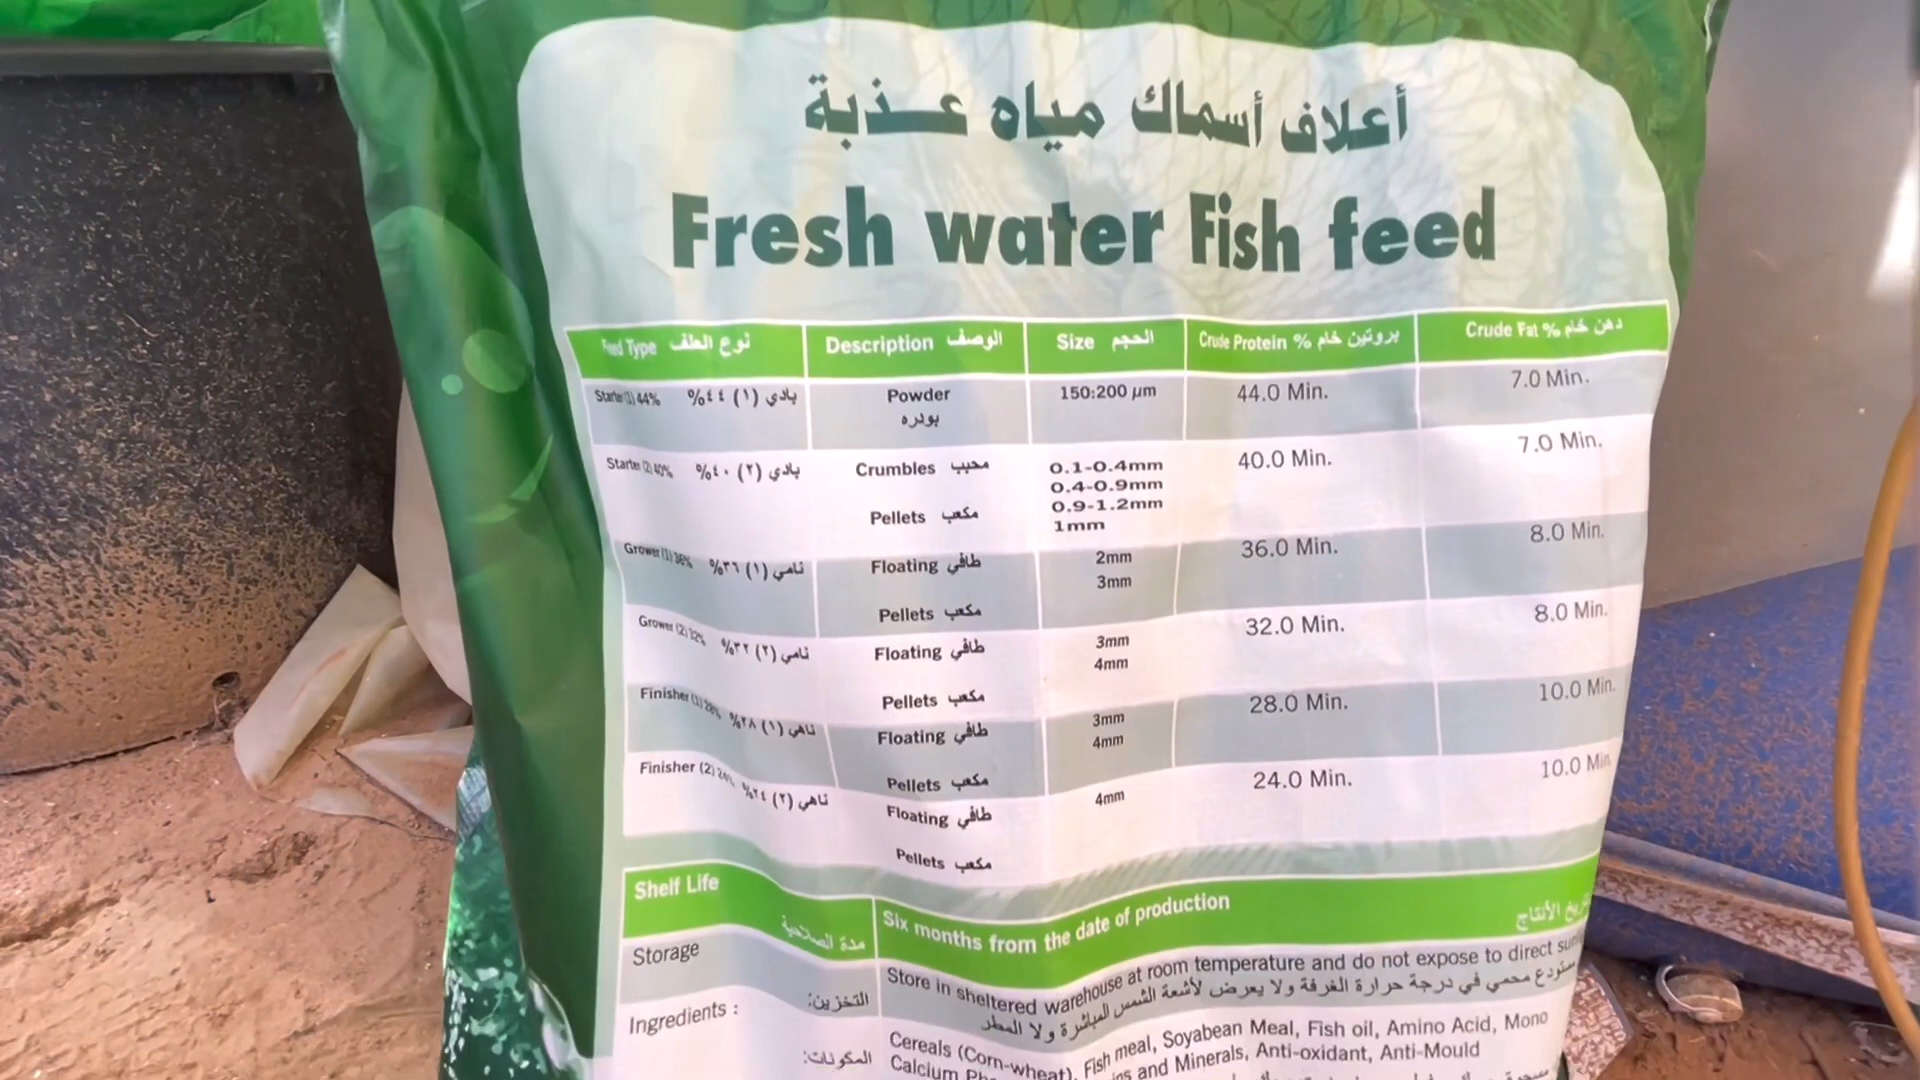 أعلاف أسماك مياه عذبة
Fresh water Fish feed
Feed Type نوع العلف Description الوصف Size الحجم Crude Protein % بروتين خام Crude Fat % دهن خام
Starter (1) 44% بادي (١) ٤٤% Powder 150:200 µm 44.0 Min. 7.0 Min.
بودره
Starter (2) 40% بادي (٢) ٤٠% Crumbles محبب 0.1-0.4mm 40.0 Min. 7.0 Min.
0.4-0.9mm
Pellets مكعب 0.9-1.2mm
1mm
Grower (1) 36% نامي (١) ٣٦% Floating طافي 2mm 36.0 Min. 8.0 Min.
3mm
Pellets مكعب
Grower (2) 32% نامي (٢) ٣٢% Floating طافي 3mm 32.0 Min. 8.0 Min.
4mm
Pellets مكعب
Finisher (1) 28% ناهي (١) ٢٨% Floating طافي 3mm 28.0 Min. 10.0 Min.
4mm
Pellets مكعب
Finisher (2) 24% ناهي (٢) ٢٤% Floating طافي 4mm 24.0 Min. 10.0 Min
Pellets مكعب
Shelf Life مدة الصلاحية Six months from the date of production الأنتاج
Storage التخزين: Store in sheltered warehouse at room temperature and do not expose to direct
محمي في درجة حرارة الغرفة ولا يعرض لأشعة الشمس المباشرة ولا المطر
Ingredients : المكونات: Cereals (Corn-wheat), Fish meal, Soyabean Meal, Fish oil, Amino Acid, Mono
Calcium and Minerals, Anti-oxidant, Anti-Mould